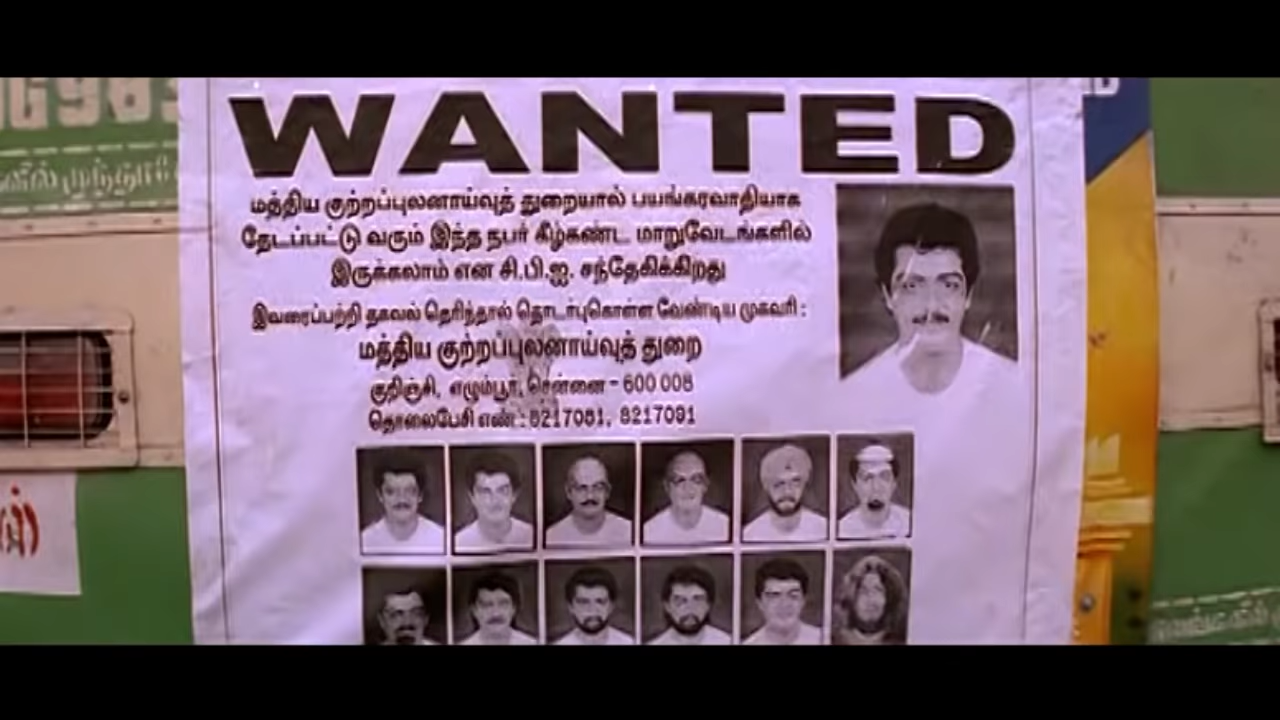 WANTED
மத்திய குற்றப்புலனாய்வுத் துறையால் பயங்கரவாதியாக
தேடப்பட்டு வரும் இந்த நபர் கீழ்கண்ட மாறுவேடங்களில்
இருக்கலாம் என சி.பி.ஐ. சந்தேகிக்கிறது
இவரைப்பற்றி தகவல் தெரிந்தால் தொடர்புகொள்ள வேண்டிய முகவரி :
மத்திய குற்றப்புலனாய்வுத் துறை
குறிஞ்சி, எழும்பூர், சென்னை - 600 008
தொலைபேசி எண் : 8217081, 8217091